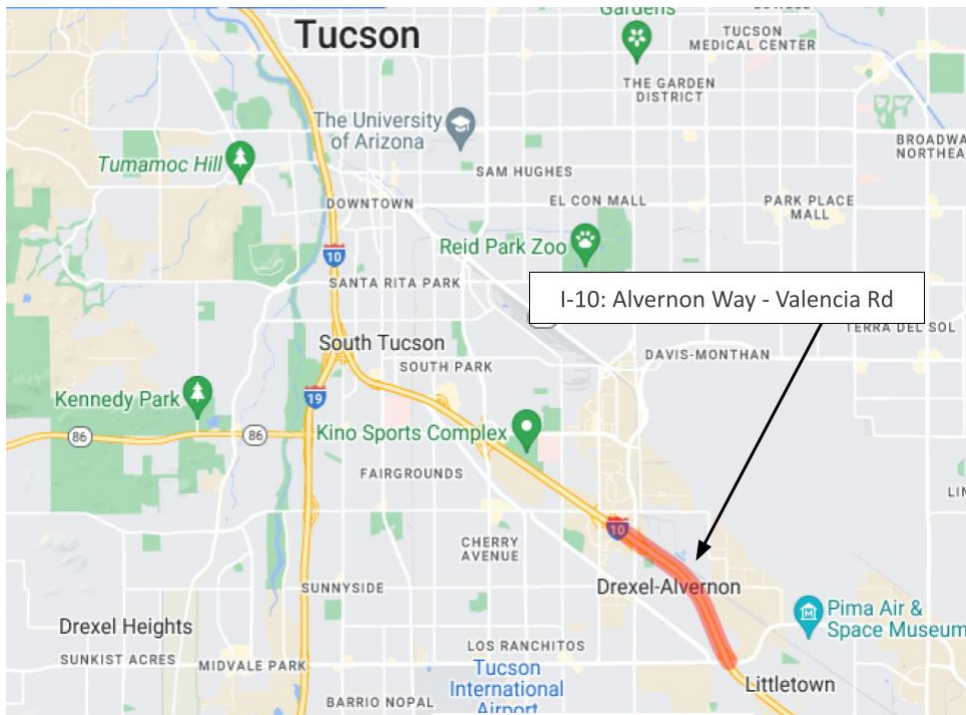 Gardens
Tucson
TUCSON
MEDICAL CENTER
THE GARDEN
DISTRICT
The University
of Arizona
BROADWA
NORTHEA
Tumamoc Hill
SAM HUGHES
DOWNTOWN
EL CON MALL
PARK PLACE
MALL
10
Reid Park Zoo
SANTA RITA PARK
I-10: Alvernon Way - Valencia Rd
TERRA DEL SOL
South Tucson
DAVIS-MONTHAN
SOUTH PARK
19
Kennedy Park
86
86
Kino Sports Complex
FAIRGROUNDS
LIN
10
CHERRY
AVENUE
SUNNYSIDE
Drexel-Alvernon
Pima Air &
Space Museum
Drexel Heights
LOS RANCHITOS
SUNKIST ACRES
MIDVALE PARK
Tucson
International
Airport
Littletown
BARRIO NOPAL